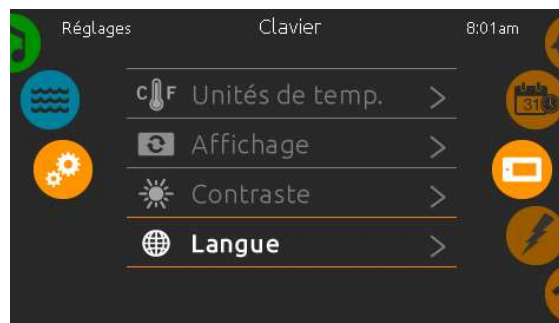 Réglages Clavier 8:01am
C F Unités de temp.
31
Affichage
Contraste
Langue